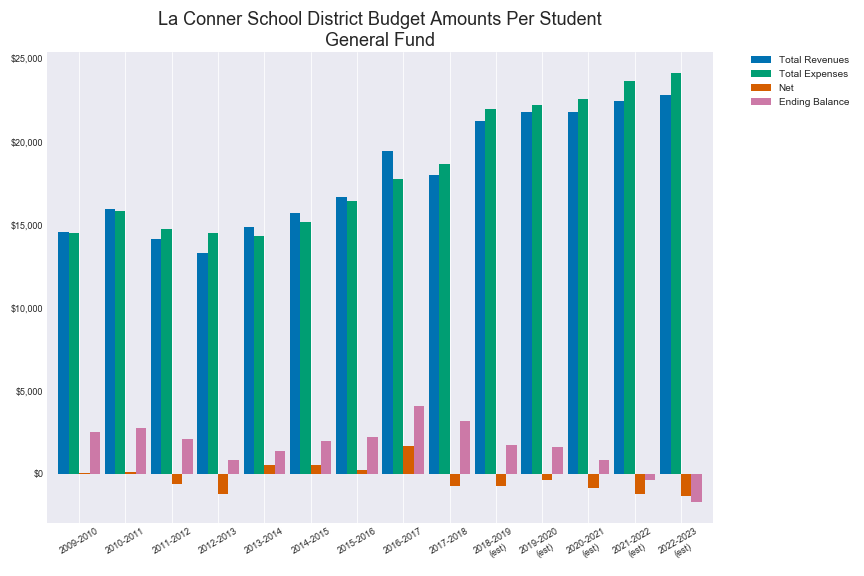 La Conner School District Budget Amounts Per Student
General Fund
Total Revenues
Total Expenses
Net
Ending Balance
$25,000
$20,000
$15,000
$10,000
$5,000
$0
2009-2010
2010-2011
2011-2012
2012-2013
2013-2014
2014-2015
2015-2016
2016-2017
2017-2018
2018-2019
(est)
2019-2020
(est)
2020-2021
(est)
2021-2022
(est)
2022-2023
(est)